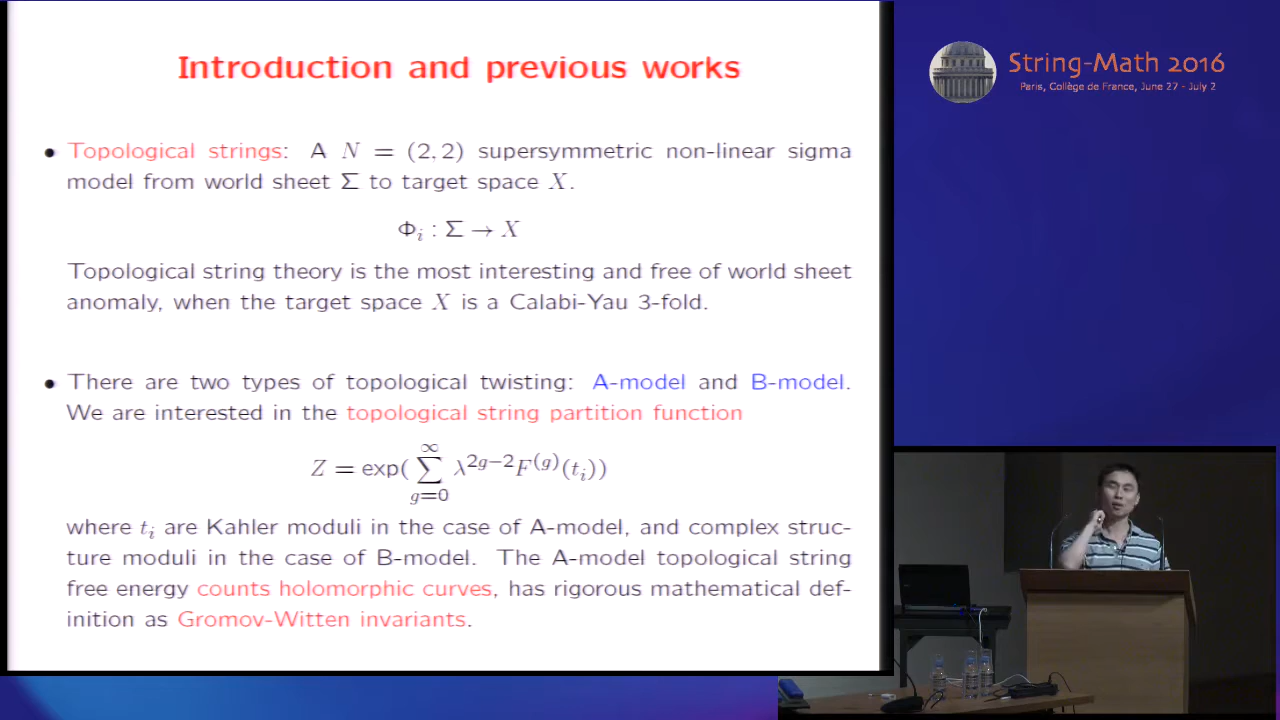 Introduction and previous works
• Topological strings: A N = (2, 2) supersymmetric non-linear sigma
model from world sheet Σ to target space X.
Φᵢ : Σ → X
Topological string theory is the most interesting and free of world sheet
anomaly, when the target space X is a Calabi-Yau 3-fold.
• There are two types of topological twisting: A-model and B-model.
We are interested in the topological string partition function
Z = exp(∑_{g=0}^{∞} λ^{2g−2}F^{(g)}(tᵢ))
where tᵢ are Kahler moduli in the case of A-model, and complex struc-
ture moduli in the case of B-model. The A-model topological string
free energy counts holomorphic curves, has rigorous mathematical def-
inition as Gromov-Witten invariants.
String-Math 2016
Paris, Collège de France, June 27 - July 2